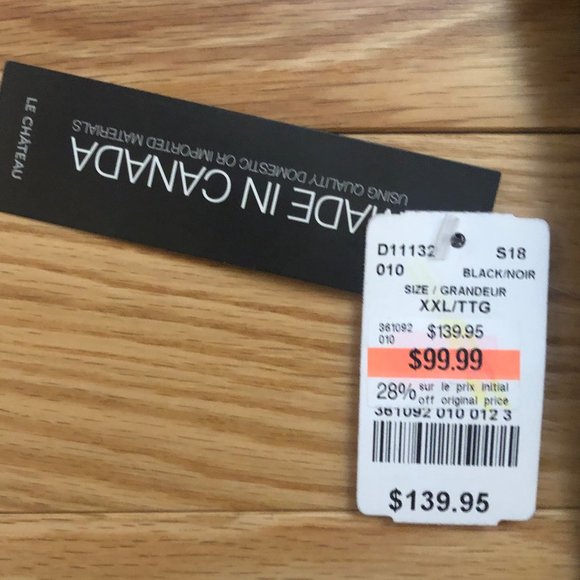 LE CHÂTEAU
MADE IN CANADA
USING QUALITY DOMESTIC OR IMPORTED MATERIALS
D11132 S18
010 BLACK/NOIR
SIZE / GRANDEUR
XXL/TTG
361092 $139.95
010
$99.99
28% sur le prix initial
off original price
361092 010 012 3
$139.95